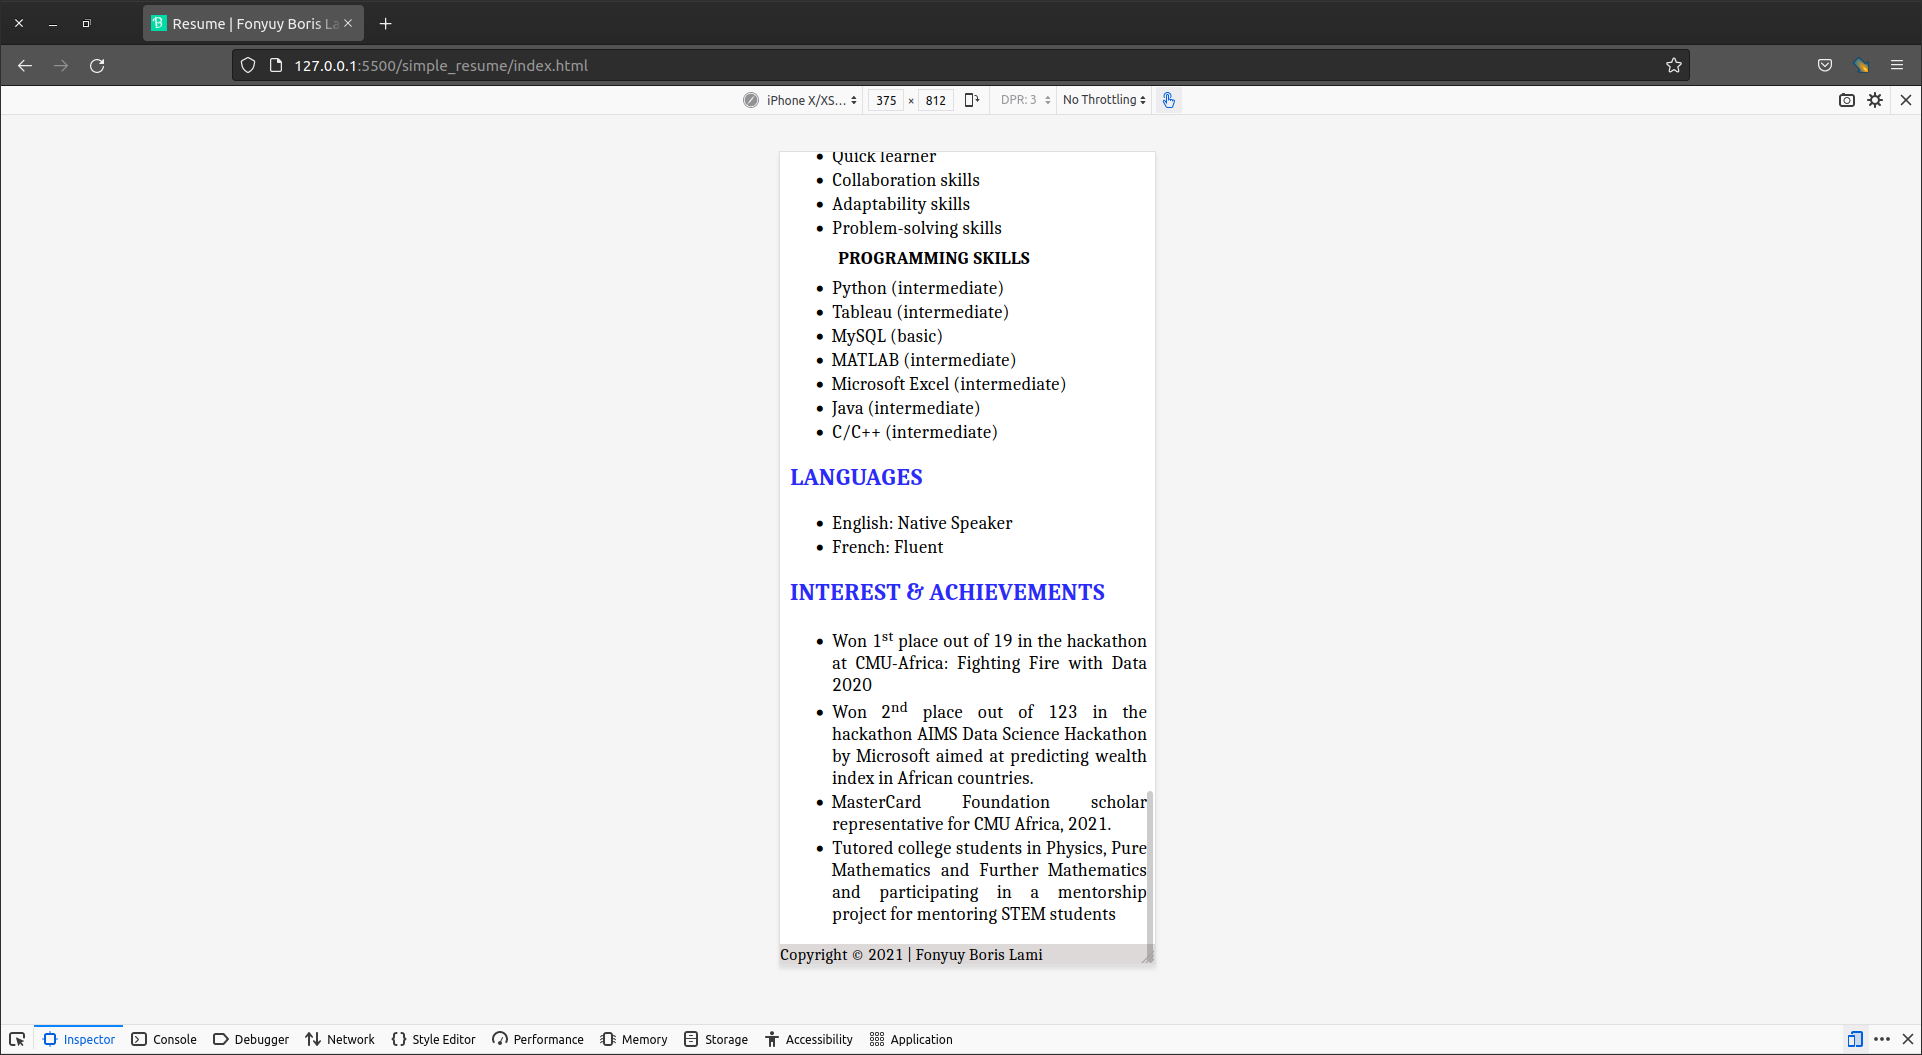 Resume | Fonyuy Boris La
127.0.0.1:5500/simple_resume/index.html
iPhone X/XS... 375 × 812 DPR: 3 No Throttling
Quick learner
Collaboration skills
Adaptability skills
Problem-solving skills
PROGRAMMING SKILLS
Python (intermediate)
Tableau (intermediate)
MySQL (basic)
MATLAB (intermediate)
Microsoft Excel (intermediate)
Java (intermediate)
C/C++ (intermediate)
LANGUAGES
English: Native Speaker
French: Fluent
INTEREST & ACHIEVEMENTS
Won 1st place out of 19 in the hackathon
at CMU-Africa: Fighting Fire with Data
2020
Won 2nd place out of 123 in the
hackathon AIMS Data Science Hackathon
by Microsoft aimed at predicting wealth
index in African countries.
MasterCard Foundation scholar
representative for CMU Africa, 2021.
Tutored college students in Physics, Pure
Mathematics and Further Mathematics
and participating in a mentorship
project for mentoring STEM students
Copyright © 2021 | Fonyuy Boris Lami
Inspector Console Debugger Network Style Editor Performance Memory Storage Accessibility Application